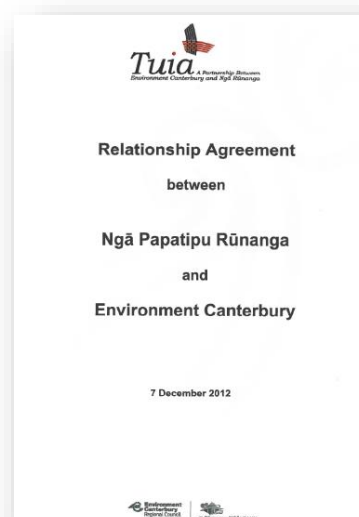 Tuia
A Partnership Between
Environment Canterbury and Ngā Rūnanga
Relationship Agreement
between
Ngā Papatipu Rūnanga
and
Environment Canterbury
7 December 2012
Environment
Canterbury
Regional Council